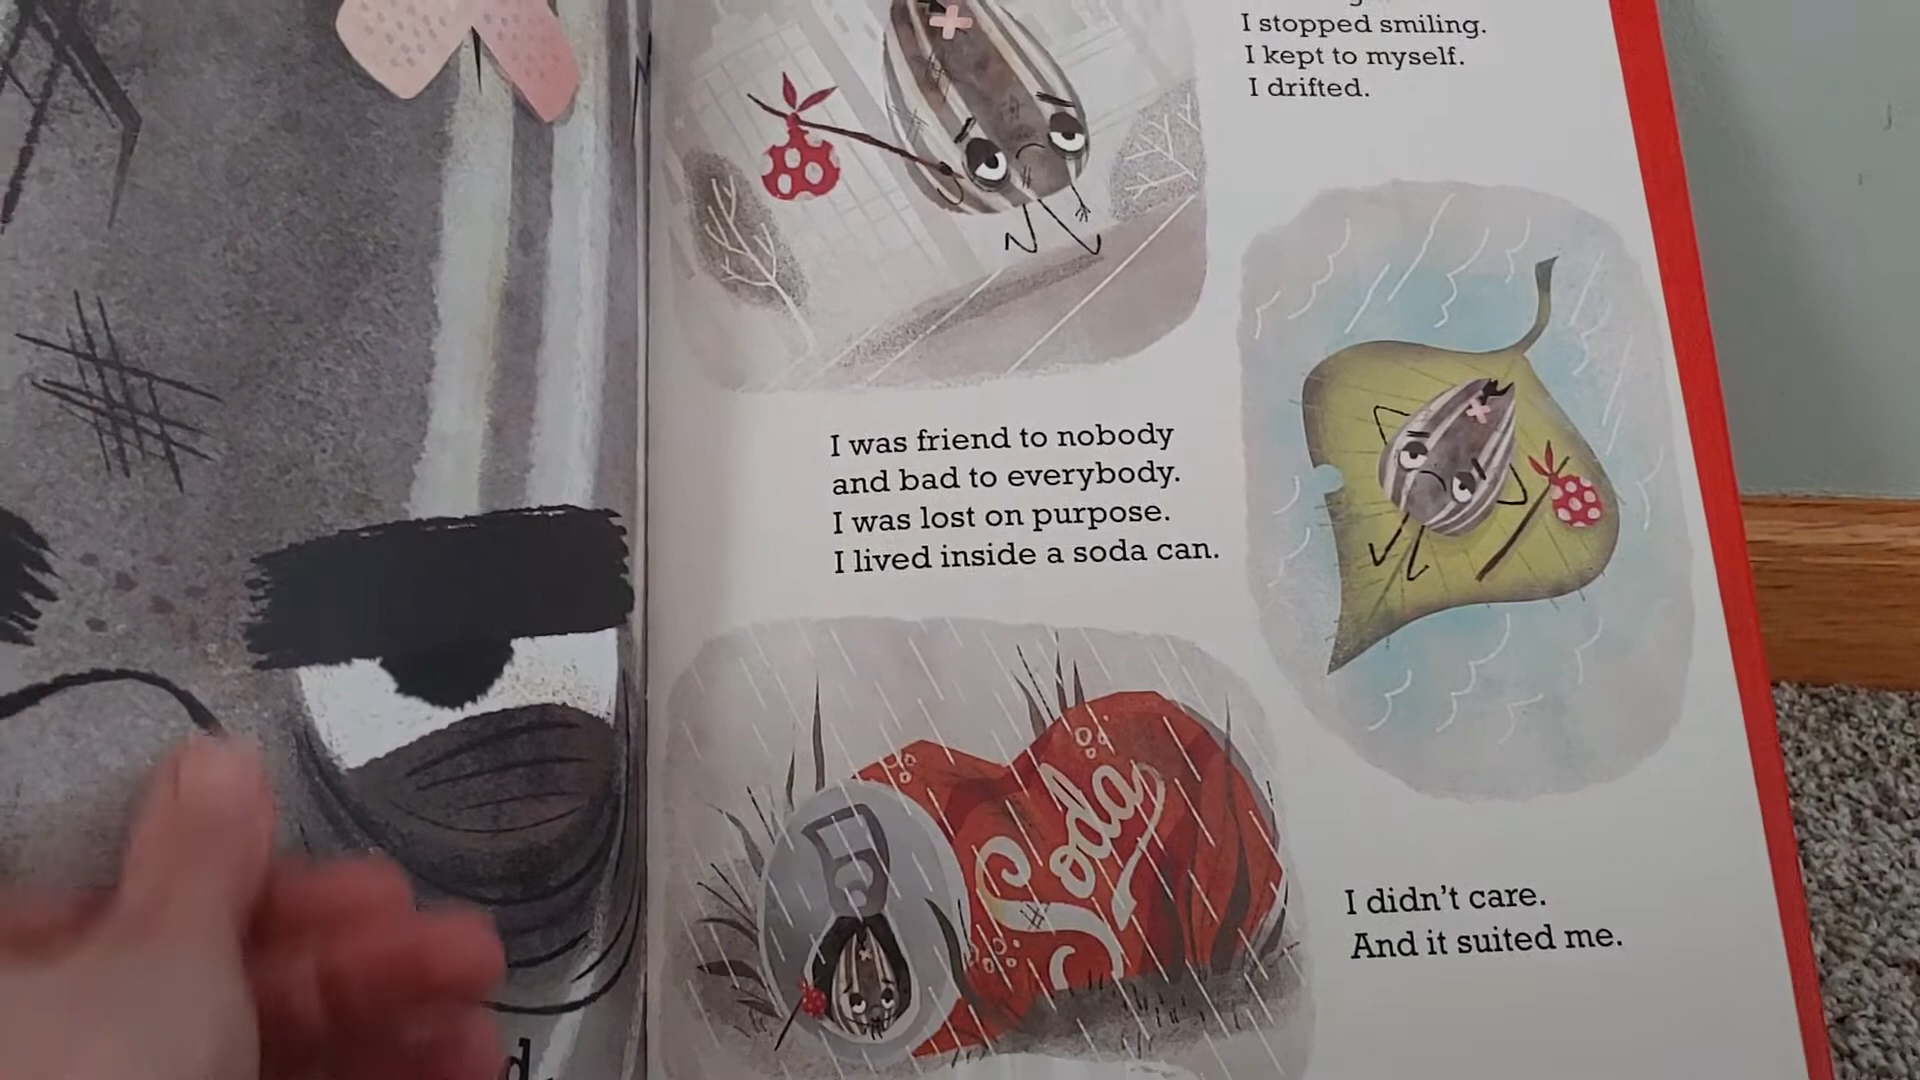 I stopped smiling.
I kept to myself.
I drifted.
I was friend to nobody
and bad to everybody.
I was lost on purpose.
I lived inside a soda can.
Soda
I didn't care.
And it suited me.